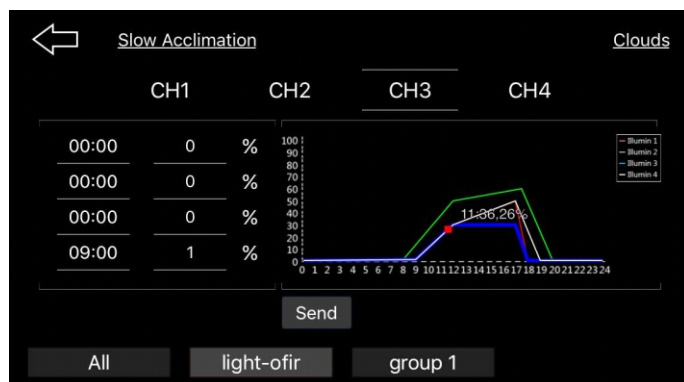 Slow Acclimation Clouds
CH1 CH2 CH3 CH4
00:00 0 %
00:00 0 %
00:00 0 %
09:00 1 %
100
90
80
70
60
50
40
30
20
10
0
0 1 2 3 4 5 6 7 8 9 10 11 12 13 14 15 16 17 18 19 20 21 22 23 24
11:36,26%
Illumin 1
Illumin 2
Illumin 3
Illumin 4
Send
All light-ofir group 1